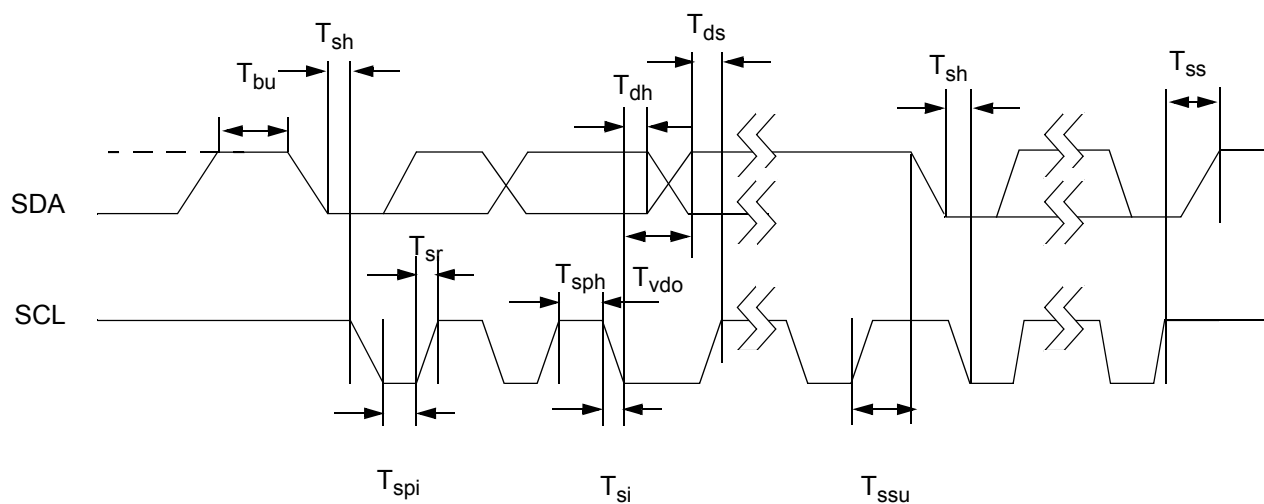 T_sh
T_ds
T_bu
T_dh
T_sh
T_ss
SDA
T_sr
T_sph
T_vdo
SCL
T_spi
T_si
T_ssu